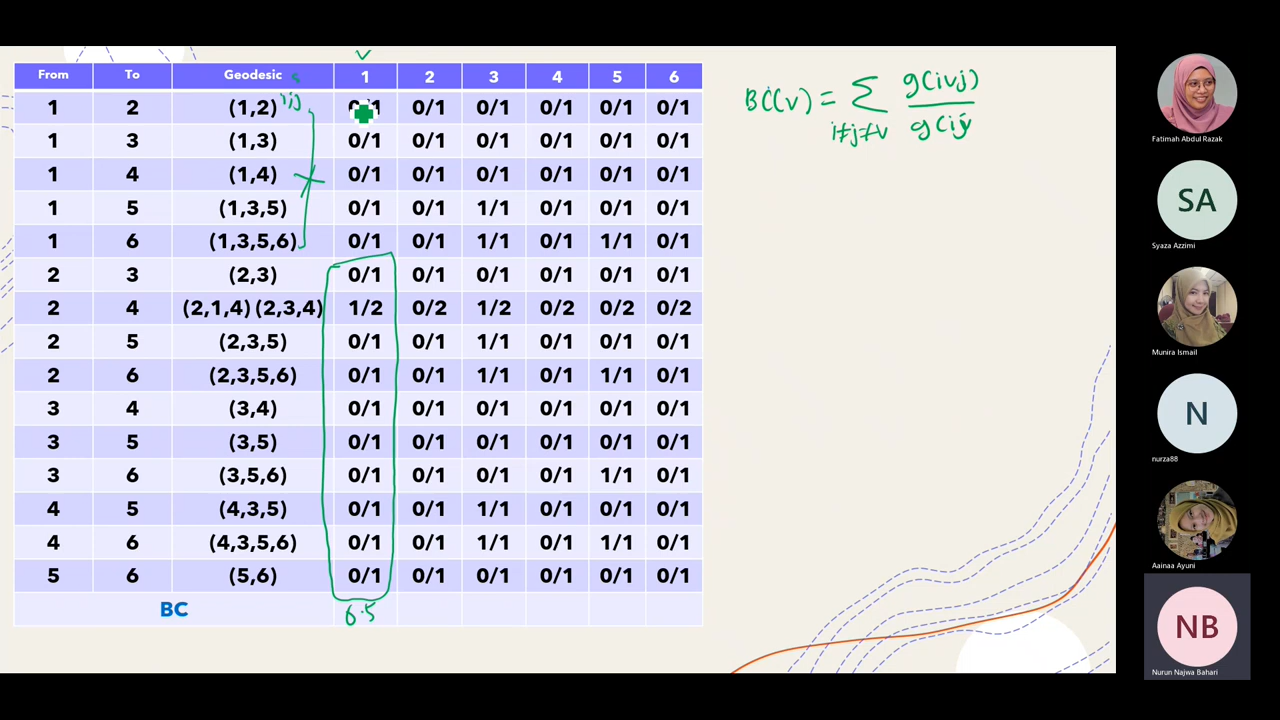 v
From To Geodesic 1 2 3 4 5 6
1 2 (1,2) ij 0/1 0/1 0/1 0/1 0/1
1 3 (1,3) 0/1 0/1 0/1 0/1 0/1 0/1
1 4 (1,4) 0/1 0/1 0/1 0/1 0/1 0/1
1 5 (1,3,5) 0/1 0/1 1/1 0/1 0/1 0/1
1 6 (1,3,5,6) 0/1 0/1 1/1 0/1 1/1 0/1
2 3 (2,3) 0/1 0/1 0/1 0/1 0/1 0/1
2 4 (2,1,4) (2,3,4) 1/2 0/2 1/2 0/2 0/2 0/2
2 5 (2,3,5) 0/1 0/1 1/1 0/1 0/1 0/1
2 6 (2,3,5,6) 0/1 0/1 1/1 0/1 1/1 0/1
3 4 (3,4) 0/1 0/1 0/1 0/1 0/1 0/1
3 5 (3,5) 0/1 0/1 0/1 0/1 0/1 0/1
3 6 (3,5,6) 0/1 0/1 0/1 0/1 1/1 0/1
4 5 (4,3,5) 0/1 0/1 1/1 0/1 0/1 0/1
4 6 (4,3,5,6) 0/1 0/1 1/1 0/1 1/1 0/1
5 6 (5,6) 0/1 0/1 0/1 0/1 0/1 0/1
BC 0.5
BC(v) = Σ g(ivj)
i≠j≠v g(ij)
Fatimah Abdul Razak
SA
Syaza Azzimi
Munira Ismail
N
nurza88
Aainaa Ayuni
NB
Nurun Najwa Bahari